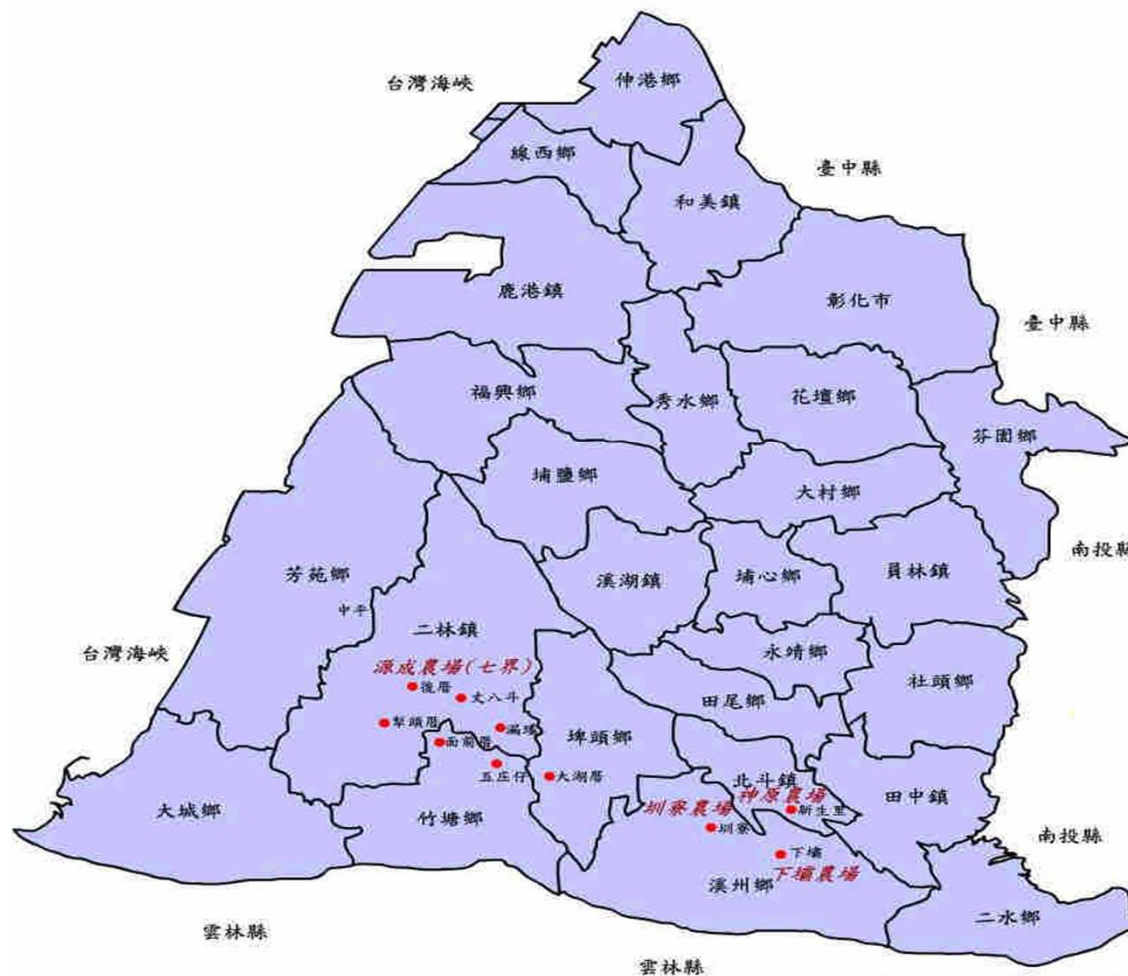 伸港鄉
台灣海峽
線西鄉
臺中縣
和美鎮
鹿港鎮
彰化市
臺中縣
福興鄉
秀水鄉
花壇鄉
芬園鄉
埔鹽鄉
大村鄉
南投縣
芳苑鄉
溪湖鎮
埔心鄉
員林鎮
中平
二林鎮
台灣海峽
永靖鄉
源成農場(七界)
社頭鄉
後厝
丈八斗
田尾鄉
犁頭厝
漏瑤
面前厝
埤頭鄉
五庄仔
大湖厝
北斗鎮
大城鄉
竹塘鄉
神原農場
田中鎮
圳寮農場
新生里
圳寮
南投縣
下壩
下壩農場
溪州鄉
二水鄉
雲林縣
雲林縣